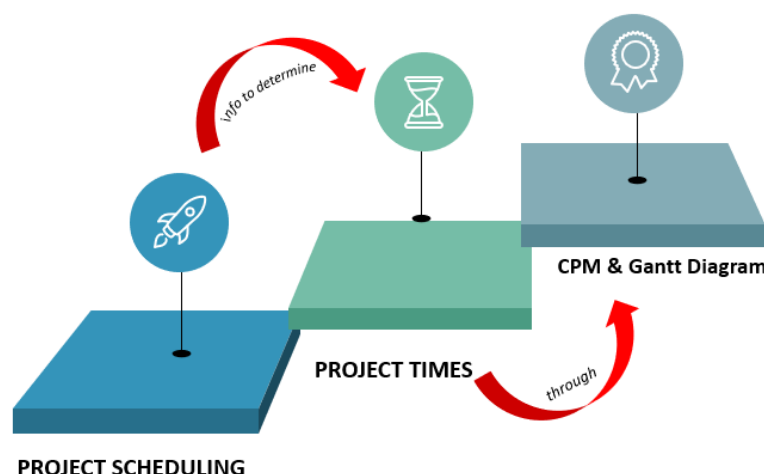 info to determine
CPM & Gantt Diagram
PROJECT TIMES
through
PROJECT SCHEDULING